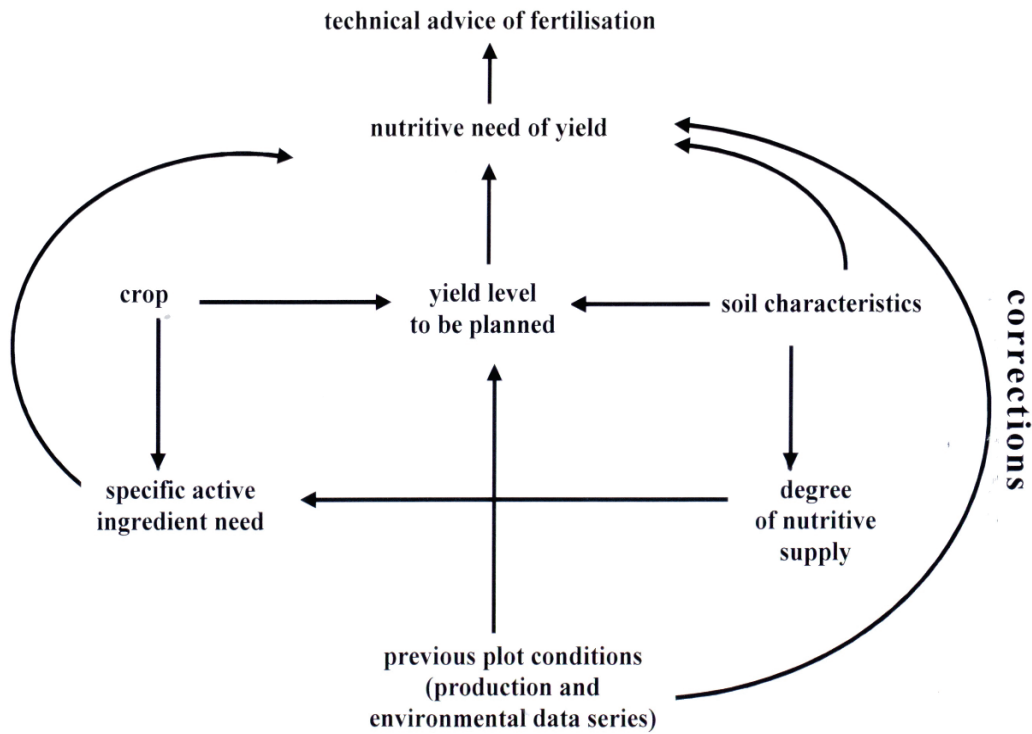 technical advice of fertilisation
nutritive need of yield
crop
yield level
to be planned
soil characteristics
corrections
specific active
ingredient need
degree
of nutritive
supply
previous plot conditions
(production and
environmental data series)